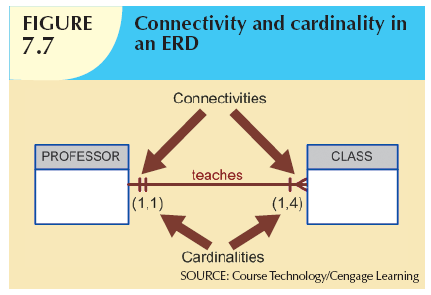 FIGURE
7.7
Connectivity and cardinality in
an ERD
Connectivities
PROFESSOR
CLASS
teaches
(1,1)
(1,4)
Cardinalities
SOURCE: Course Technology/Cengage Learning